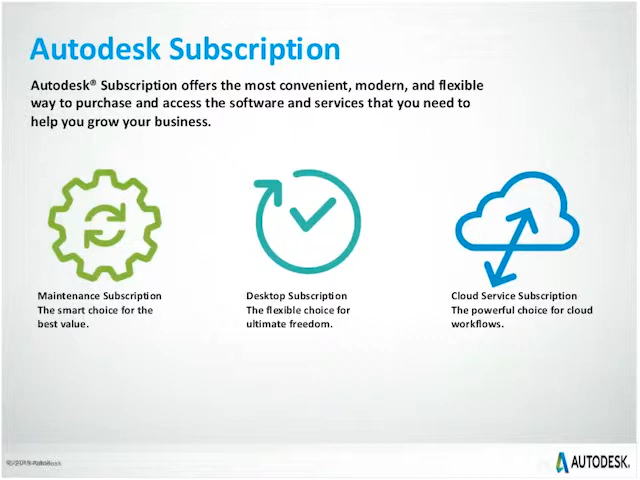 Autodesk Subscription
Autodesk® Subscription offers the most convenient, modern, and flexible
way to purchase and access the software and services that you need to
help you grow your business.
Maintenance Subscription
The smart choice for the
best value.
Desktop Subscription
The flexible choice for
ultimate freedom.
Cloud Service Subscription
The powerful choice for cloud
workflows.
AUTODESK.